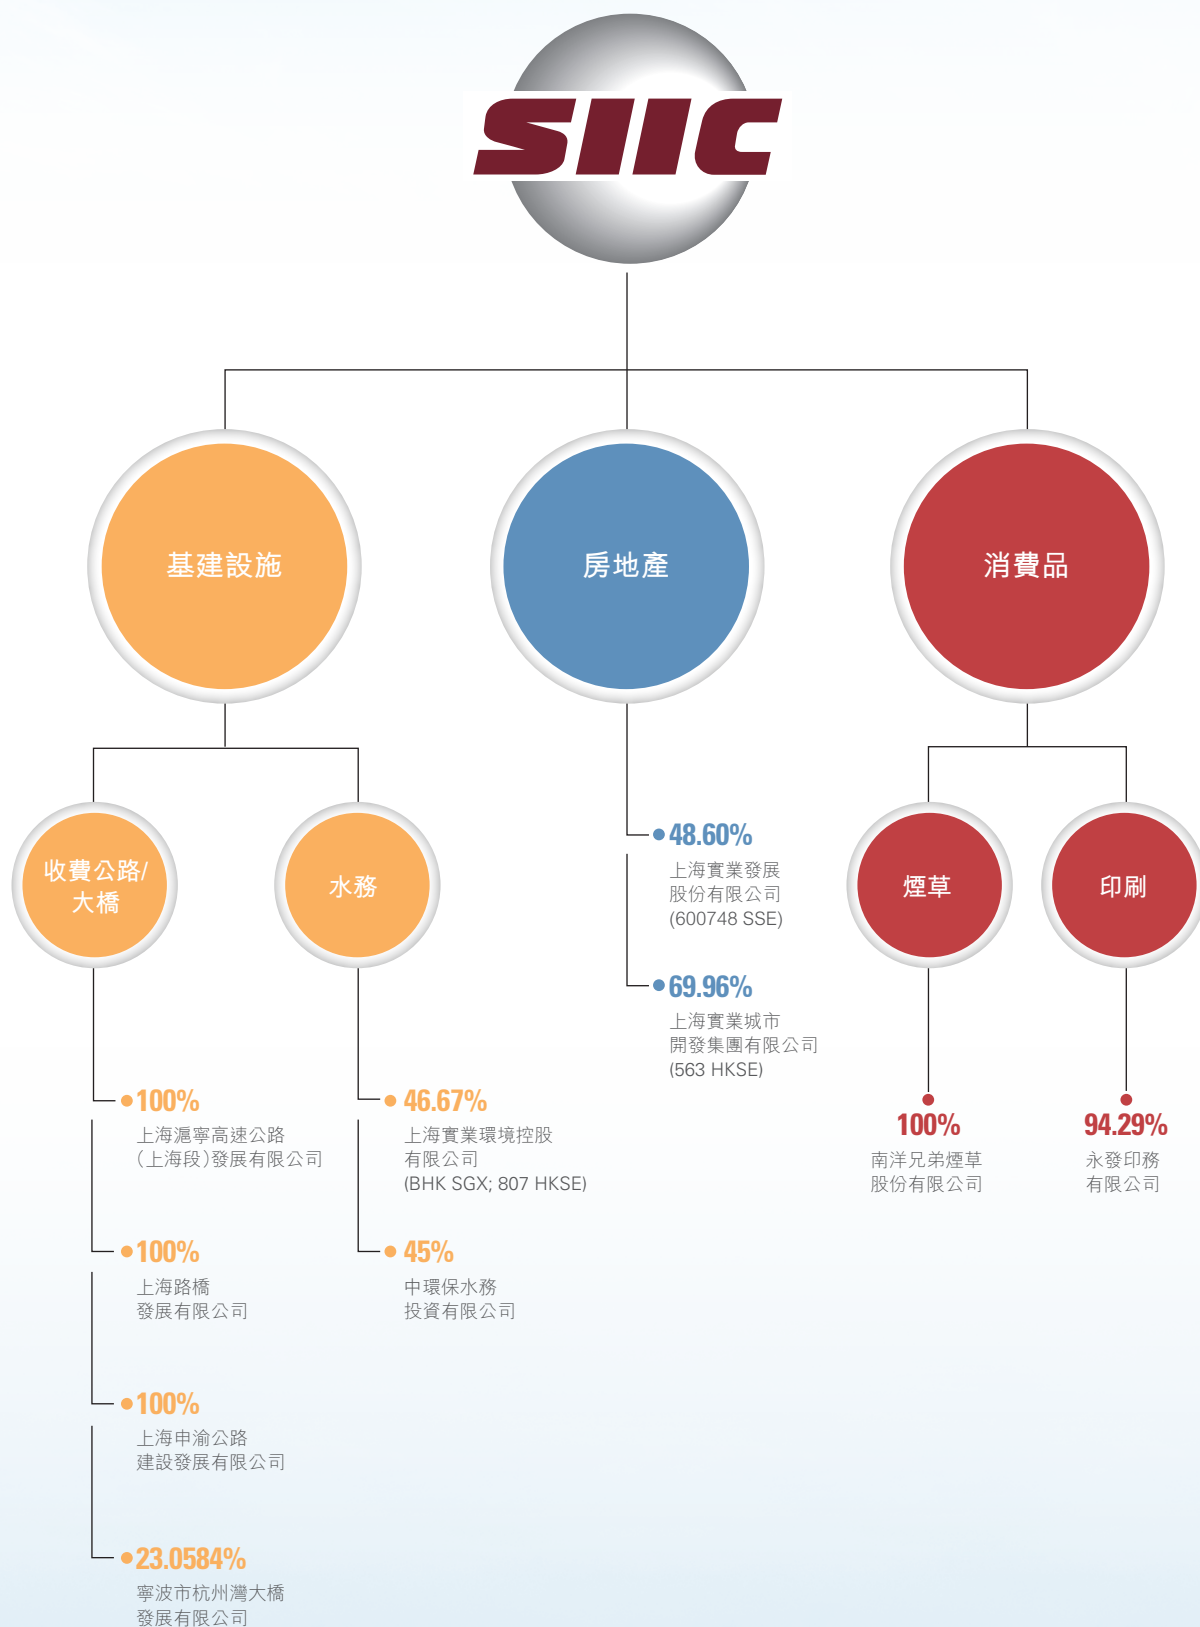 SIIC
基建設施
房地產
消費品
收費公路/
大橋
水務
煙草
印刷
48.60%
上海實業發展
股份有限公司
(600748 SSE)
69.96%
上海實業城市
開發集團有限公司
(563 HKSE)
100%
上海滬寧高速公路
(上海段)發展有限公司
100%
上海路橋
發展有限公司
100%
上海申渝公路
建設發展有限公司
23.0584%
寧波市杭州灣大橋
發展有限公司
46.67%
上海實業環境控股
有限公司
(BHK SGX; 807 HKSE)
45%
中環保水務
投資有限公司
100%
南洋兄弟煙草
股份有限公司
94.29%
永發印務
有限公司